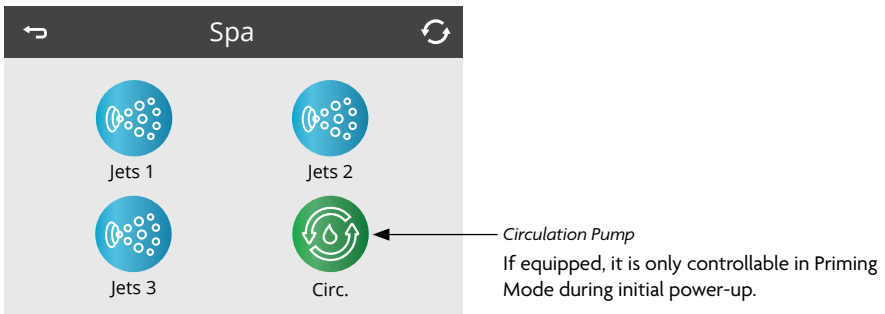 Spa
Jets 1
Jets 2
Jets 3
Circ.
Circulation Pump
If equipped, it is only controllable in Priming
Mode during initial power-up.